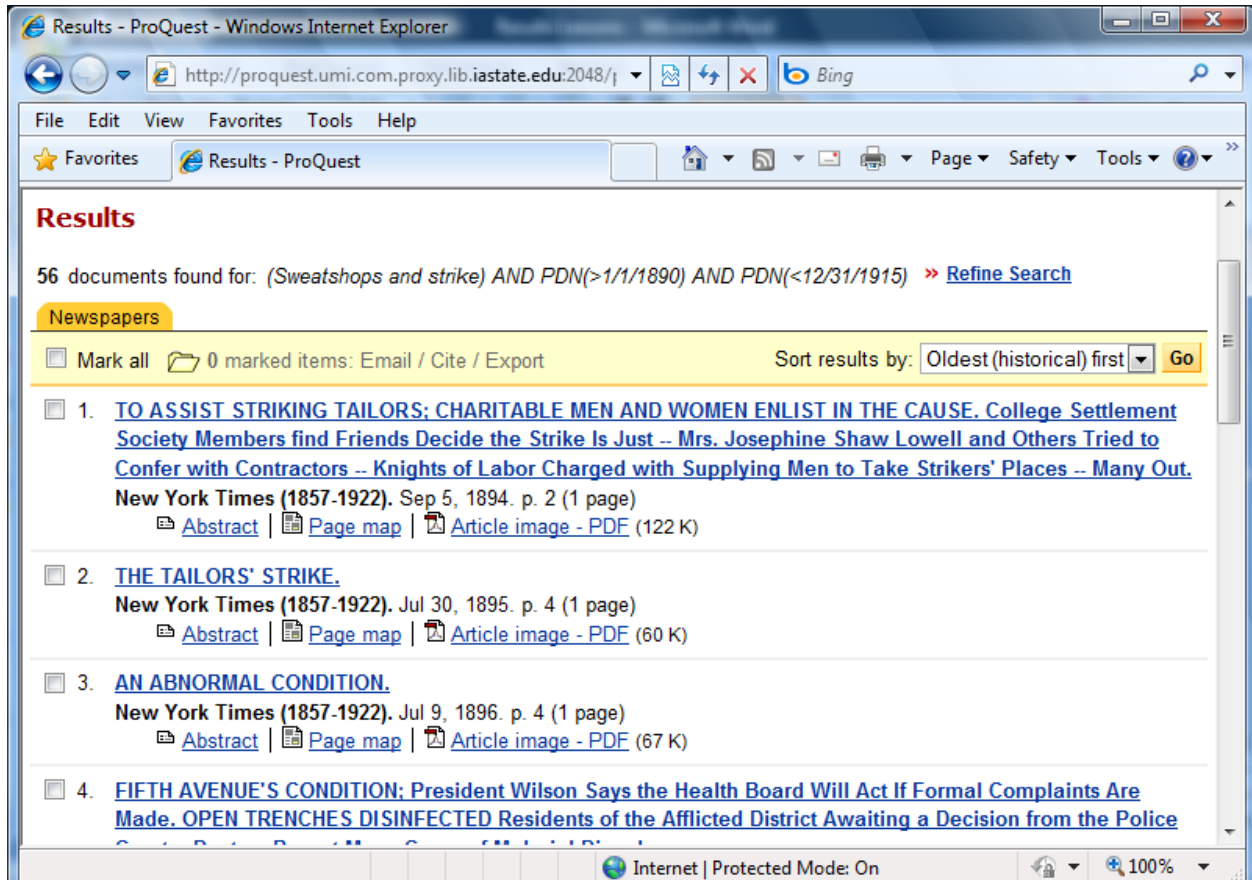 Results - ProQuest - Windows Internet Explorer
http://proquest.umi.com.proxy.lib.iastate.edu:2048/
Bing
File Edit View Favorites Tools Help
Favorites Results - ProQuest Page Safety Tools
Results
56 documents found for: (Sweatshops and strike) AND PDN(>1/1/1890) AND PDN(<12/31/1915) » Refine Search
Newspapers
Mark all 0 marked items: Email / Cite / Export Sort results by: Oldest (historical) first Go
1. TO ASSIST STRIKING TAILORS; CHARITABLE MEN AND WOMEN ENLIST IN THE CAUSE. College Settlement
Society Members find Friends Decide the Strike Is Just -- Mrs. Josephine Shaw Lowell and Others Tried to
Confer with Contractors -- Knights of Labor Charged with Supplying Men to Take Strikers' Places -- Many Out.
New York Times (1857-1922). Sep 5, 1894. p. 2 (1 page)
Abstract | Page map | Article image - PDF (122 K)
2. THE TAILORS' STRIKE.
New York Times (1857-1922). Jul 30, 1895. p. 4 (1 page)
Abstract | Page map | Article image - PDF (60 K)
3. AN ABNORMAL CONDITION.
New York Times (1857-1922). Jul 9, 1896. p. 4 (1 page)
Abstract | Page map | Article image - PDF (67 K)
4. FIFTH AVENUE'S CONDITION; President Wilson Says the Health Board Will Act If Formal Complaints Are
Made. OPEN TRENCHES DISINFECTED Residents of the Afflicted District Awaiting a Decision from the Police
Internet | Protected Mode: On 100%